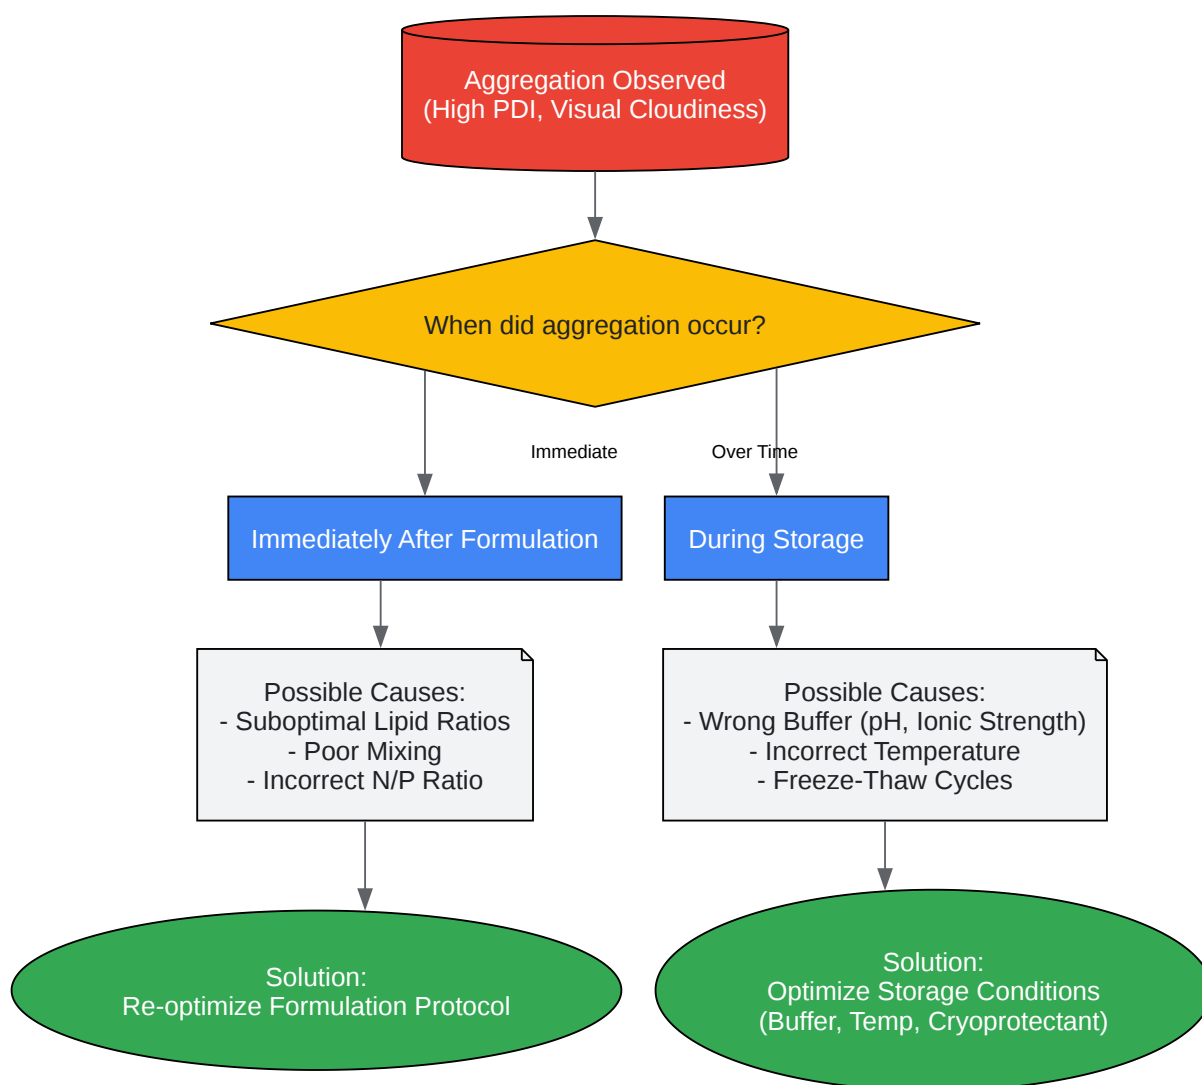 Aggregation Observed
(High PDI, Visual Cloudiness)
When did aggregation occur?
Immediate
Over Time
Immediately After Formulation
During Storage
Possible Causes:
- Suboptimal Lipid Ratios
- Poor Mixing
- Incorrect N/P Ratio
Possible Causes:
- Wrong Buffer (pH, Ionic Strength)
- Incorrect Temperature
- Freeze-Thaw Cycles
Solution:
Re-optimize Formulation Protocol
Solution:
Optimize Storage Conditions
(Buffer, Temp, Cryoprotectant)